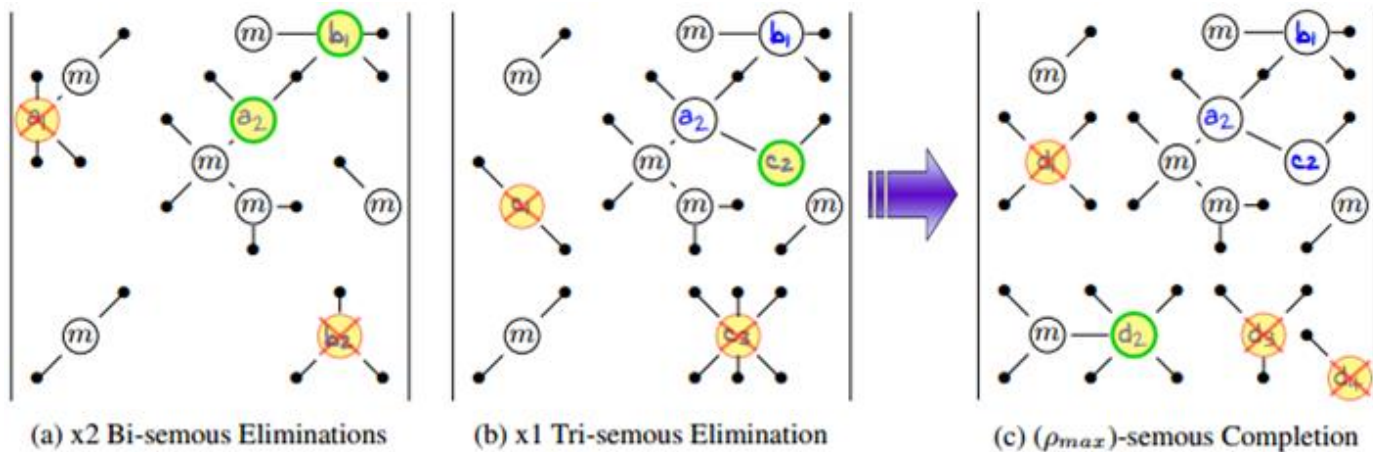 m b₁ m b₁ m b₁
m m m
a₁ a₂ a₂ a₂
m m c₂ d₁ m c₂
m m m m m m
m b₂ m c₃ m d₂ d₃
d₄
(a) x2 Bi-semous Eliminations (b) x1 Tri-semous Elimination (c) (ρmax)-semous Completion